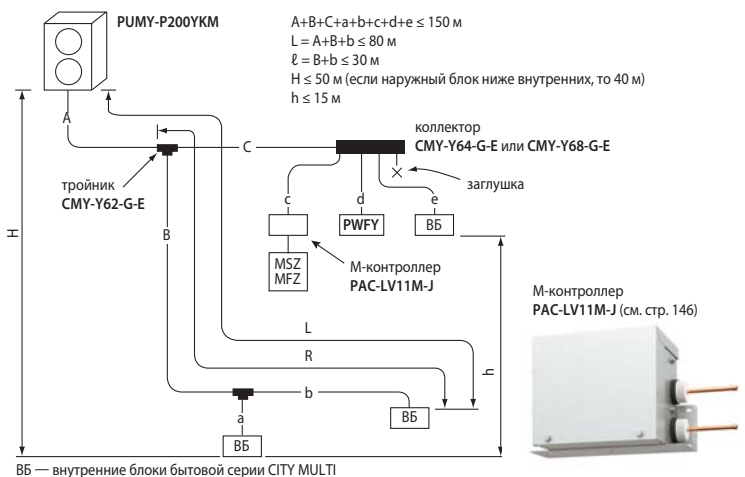 PUMY-P200YKM
A+B+C+a+b+c+d+e ≤ 150 м
L = A+B+b ≤ 80 м
ℓ = B+b ≤ 30 м
H ≤ 50 м (если наружный блок ниже внутренних, то 40 м)
h ≤ 15 м
A
C
коллектор
CMY-Y64-G-E или CMY-Y68-G-E
заглушка
тройник
CMY-Y62-G-E
c
d
e
PWFY
ВБ
H
B
MSZ
MFZ
М-контроллер
PAC-LV11M-J
М-контроллер
PAC-LV11M-J (см. стр. 146)
L
R
h
b
a
ВБ
ВБ
ВБ — внутренние блоки бытовой серии CITY MULTI